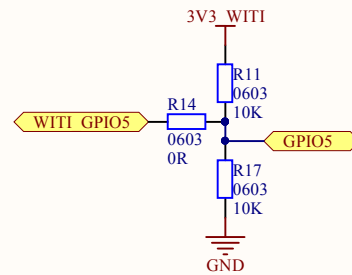 3V3_WITI
R11
0603
10K
R14
0603
0R
WITI_GPIO5
GPIO5
R17
0603
10K
GND